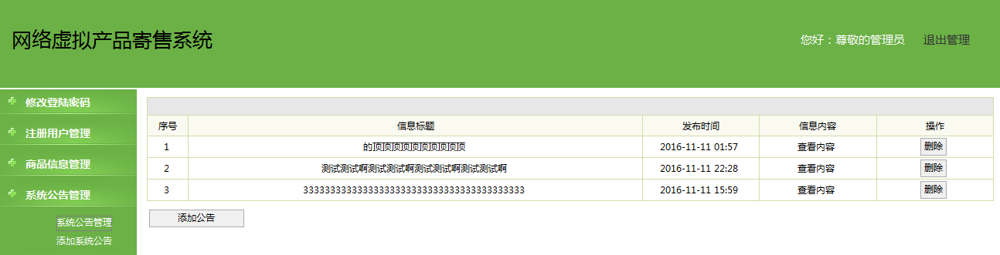 网络虚拟产品寄售系统
您好：尊敬的管理员 退出管理
修改登陆密码
注册用户管理
商品信息管理
系统公告管理
系统公告管理
添加系统公告
序号 信息标题 发布时间 信息内容 操作
1 的顶顶顶顶顶顶顶顶顶顶 2016-11-11 01:57 查看内容 删除
2 测试测试啊测试测试啊测试测试啊测试测试啊 2016-11-11 22:28 查看内容 删除
3 33333333333333333333333333333333333333333 2016-11-11 15:59 查看内容 删除
添加公告